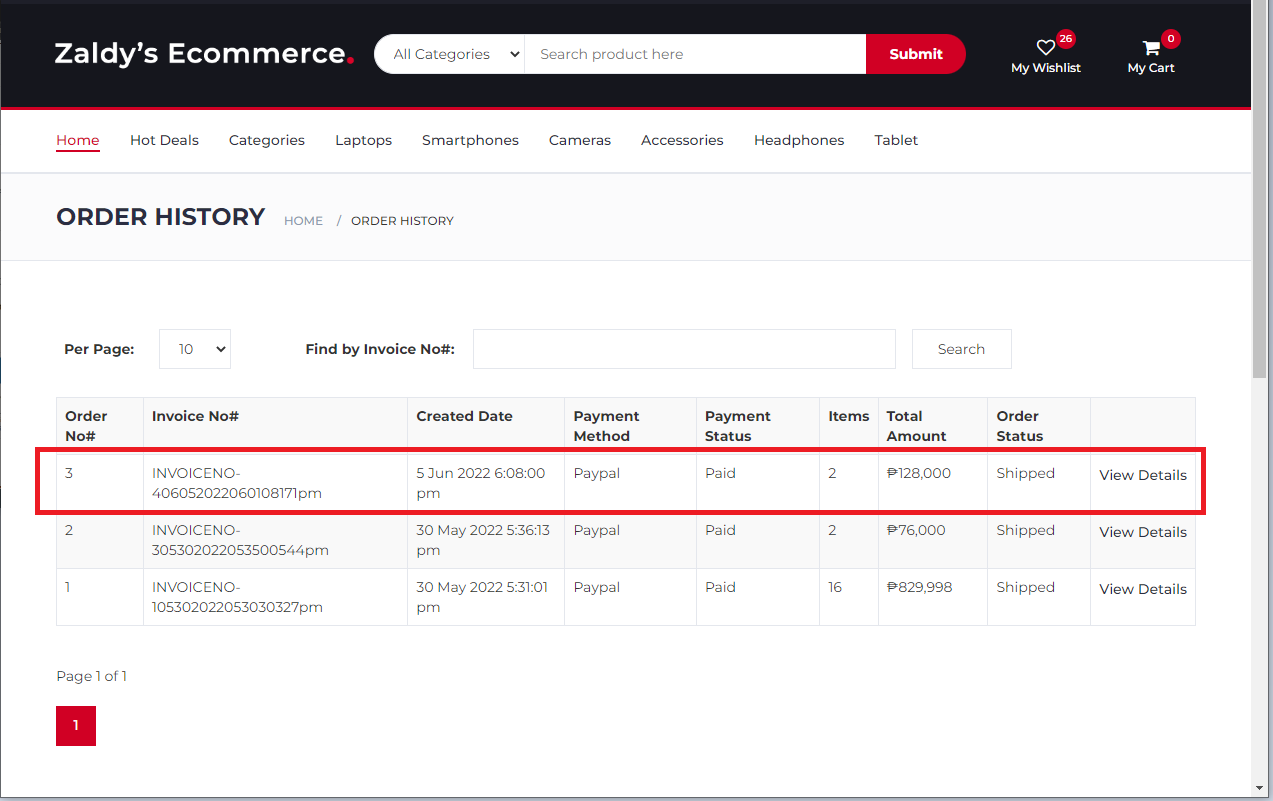 Zaldy's Ecommerce.
All Categories Search product here Submit
26
My Wishlist
0
My Cart
Home Hot Deals Categories Laptops Smartphones Cameras Accessories Headphones Tablet
ORDER HISTORY HOME / ORDER HISTORY
Per Page: 10 Find by Invoice No#: Search
Order Invoice No# Created Date Payment Payment Items Total Order
No# Method Status Amount Status
3 INVOICENO- 5 Jun 2022 6:08:00 Paypal Paid 2 ₱128,000 Shipped View Details
406052022060108171pm pm
2 INVOICENO- 30 May 2022 5:36:13 Paypal Paid 2 ₱76,000 Shipped View Details
305302022053500544pm pm
1 INVOICENO- 30 May 2022 5:31:01 Paypal Paid 16 ₱829,998 Shipped View Details
105302022053030327pm pm
Page 1 of 1
1